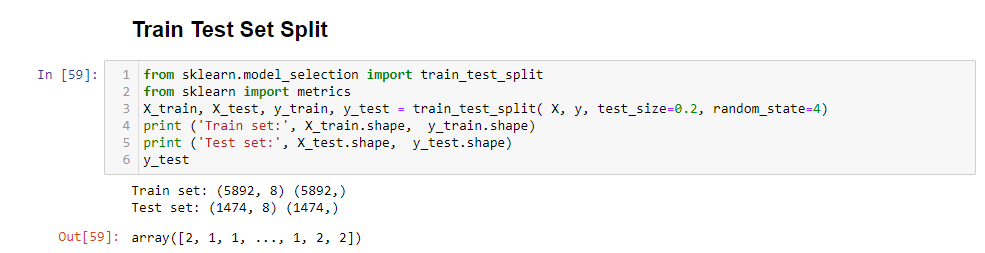 Train Test Set Split
In [59]:
1 from sklearn.model_selection import train_test_split
2 from sklearn import metrics
3 X_train, X_test, y_train, y_test = train_test_split( X, y, test_size=0.2, random_state=4)
4 print ('Train set:', X_train.shape,  y_train.shape)
5 print ('Test set:', X_test.shape,  y_test.shape)
6 y_test
Train set: (5892, 8) (5892,)
Test set: (1474, 8) (1474,)
Out[59]: array([2, 1, 1, ..., 1, 2, 2])